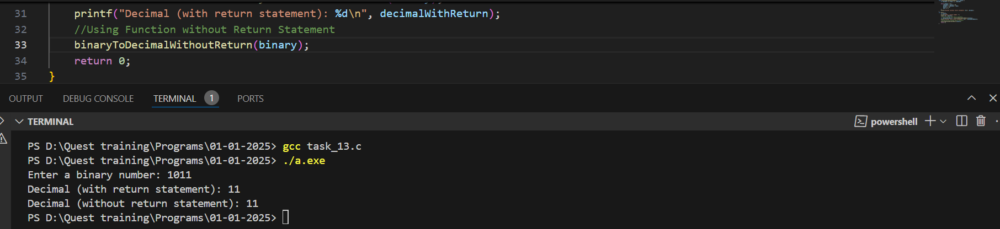 31 printf("Decimal (with return statement): %d\n", decimalWithReturn);
32 //Using Function without Return Statement
33 binaryToDecimalWithoutReturn(binary);
34 return 0;
35 }
OUTPUT DEBUG CONSOLE TERMINAL 1 PORTS
TERMINAL powershell
PS D:\Quest training\Programs\01-01-2025> gcc task_13.c
PS D:\Quest training\Programs\01-01-2025> ./a.exe
Enter a binary number: 1011
Decimal (with return statement): 11
Decimal (without return statement): 11
PS D:\Quest training\Programs\01-01-2025>